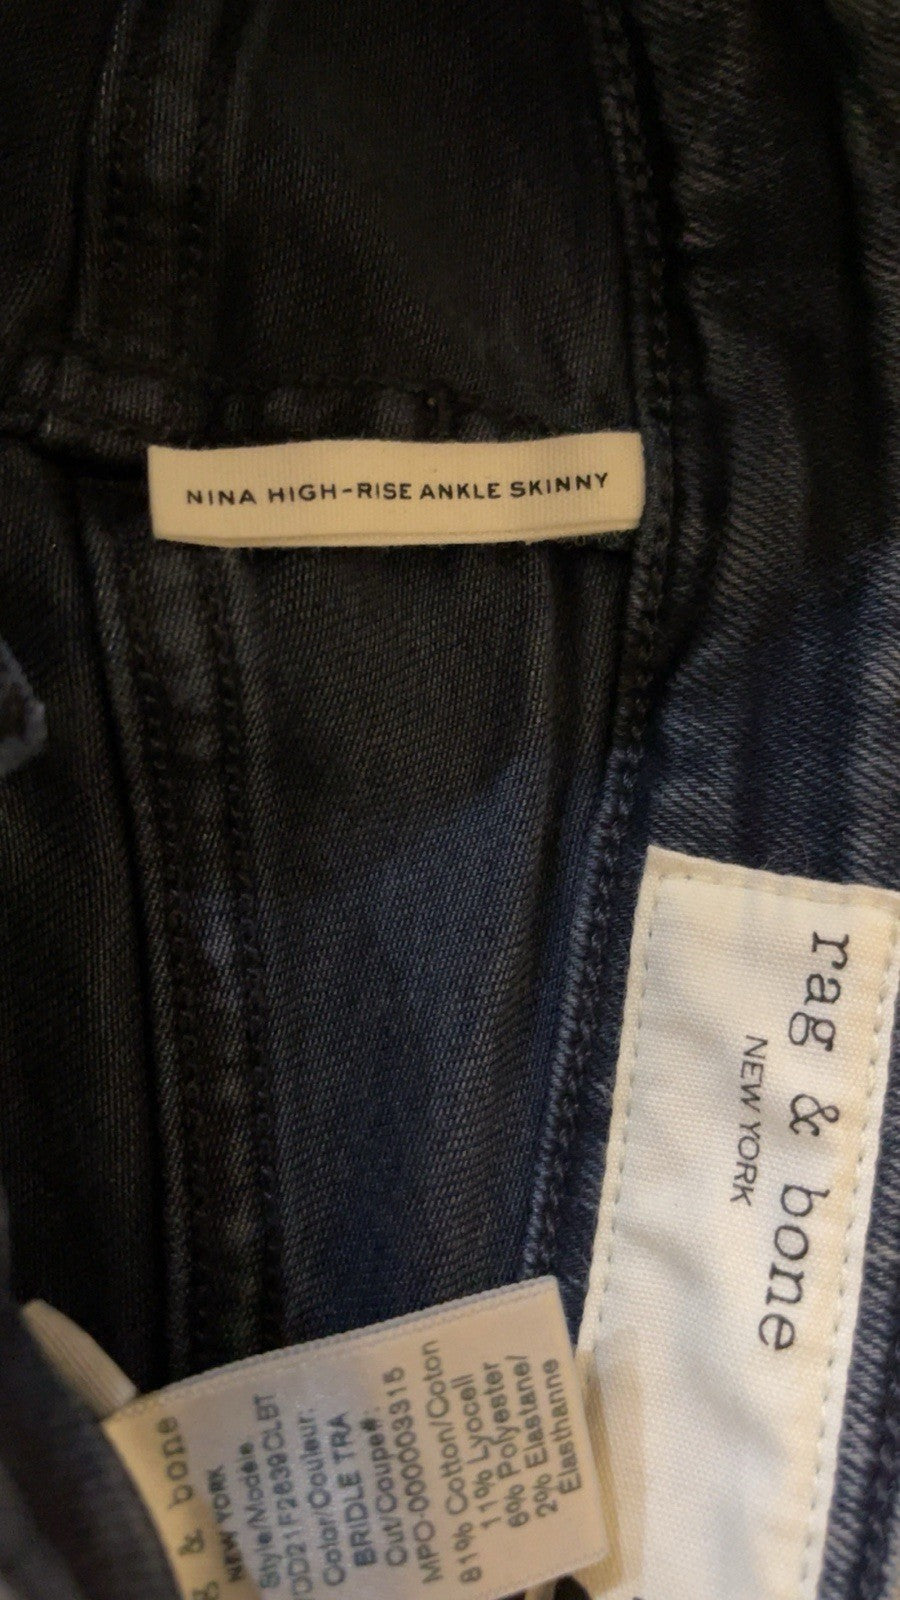 NINA HIGH-RISE ANKLE SKINNY
rag & bone
NEW YORK
& bone
NEW YORK
Style/Modèle
Color/Couleur:
BRIDLE TRA
Cut/Coupe#:
MPO-00003315
81% Cotton/Coton
11% Lyocell
6% Polyester
2% Elastane/
Elasthanne